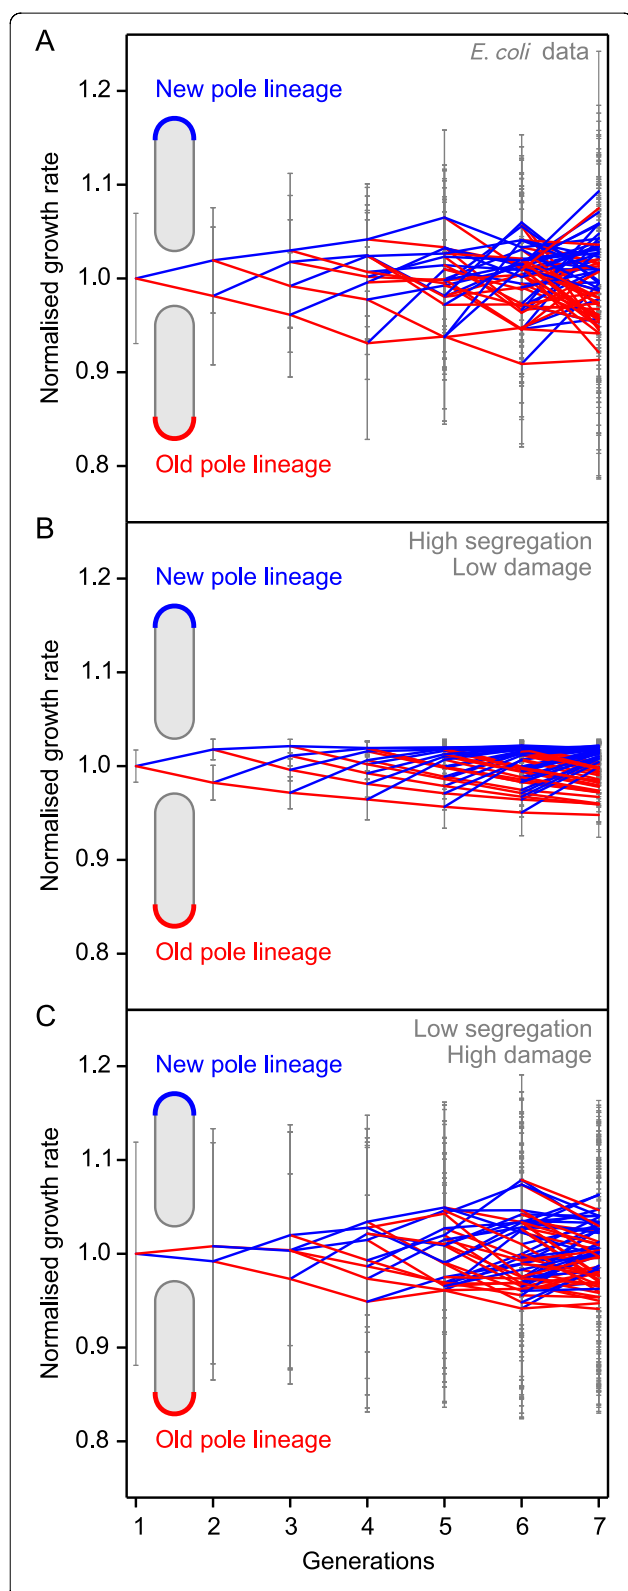 A
E. coli data
New pole lineage
Old pole lineage
Normalised growth rate
1.2
1.1
1.0
0.9
0.8
B
High segregation
Low damage
New pole lineage
Old pole lineage
Normalised growth rate
1.2
1.1
1.0
0.9
0.8
C
Low segregation
High damage
New pole lineage
Old pole lineage
Normalised growth rate
1.2
1.1
1.0
0.9
0.8
1 2 3 4 5 6 7
Generations